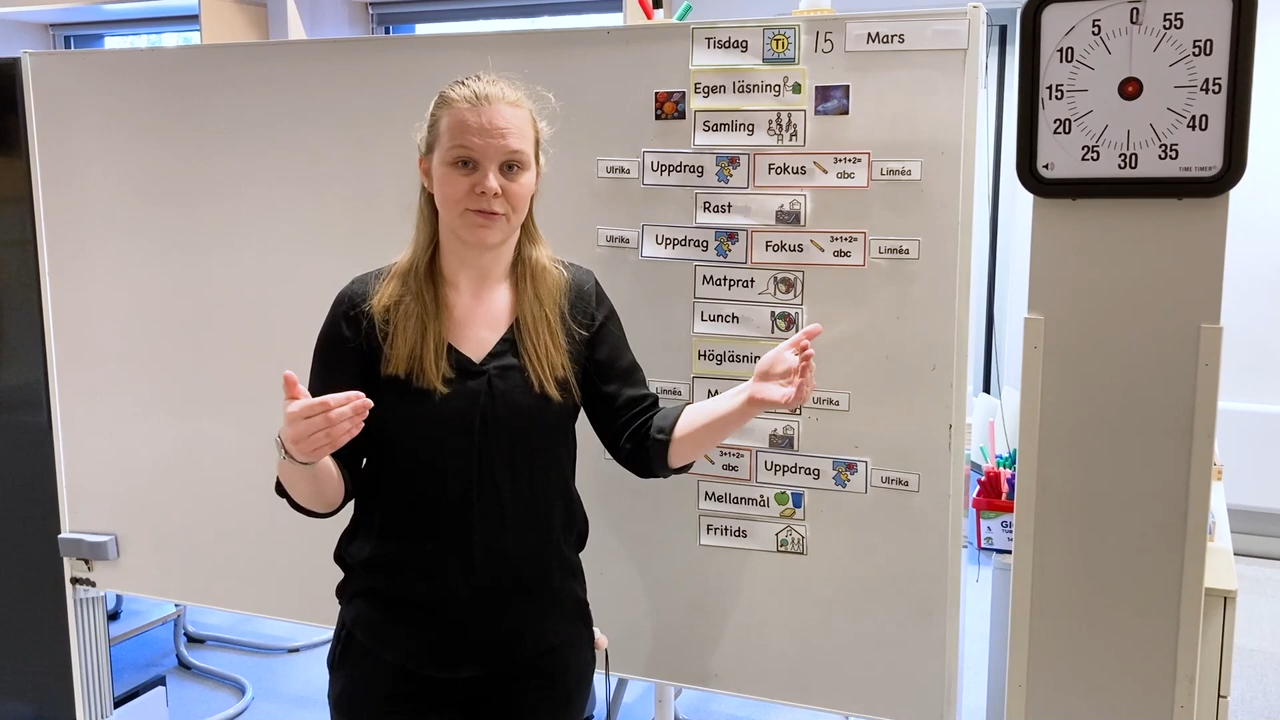 Tisdag Ti 15 Mars
Egen läsning
Samling
Ulrika Uppdrag Fokus 3+1+2= abc Linnéa
Rast
Ulrika Uppdrag Fokus 3+1+2= abc Linnéa
Matprat
Lunch
Högläsnin
Linnéa Ulrika
3+1+2= abc Uppdrag Ulrika
Mellanmål
Fritids
0 55 50 45 40 35 30 25 20 15 10 5
TIME TIMER